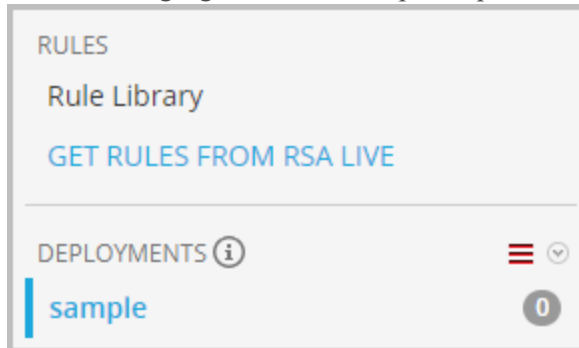 RULES
Rule Library
GET RULES FROM RSA LIVE
DEPLOYMENTS
sample 0